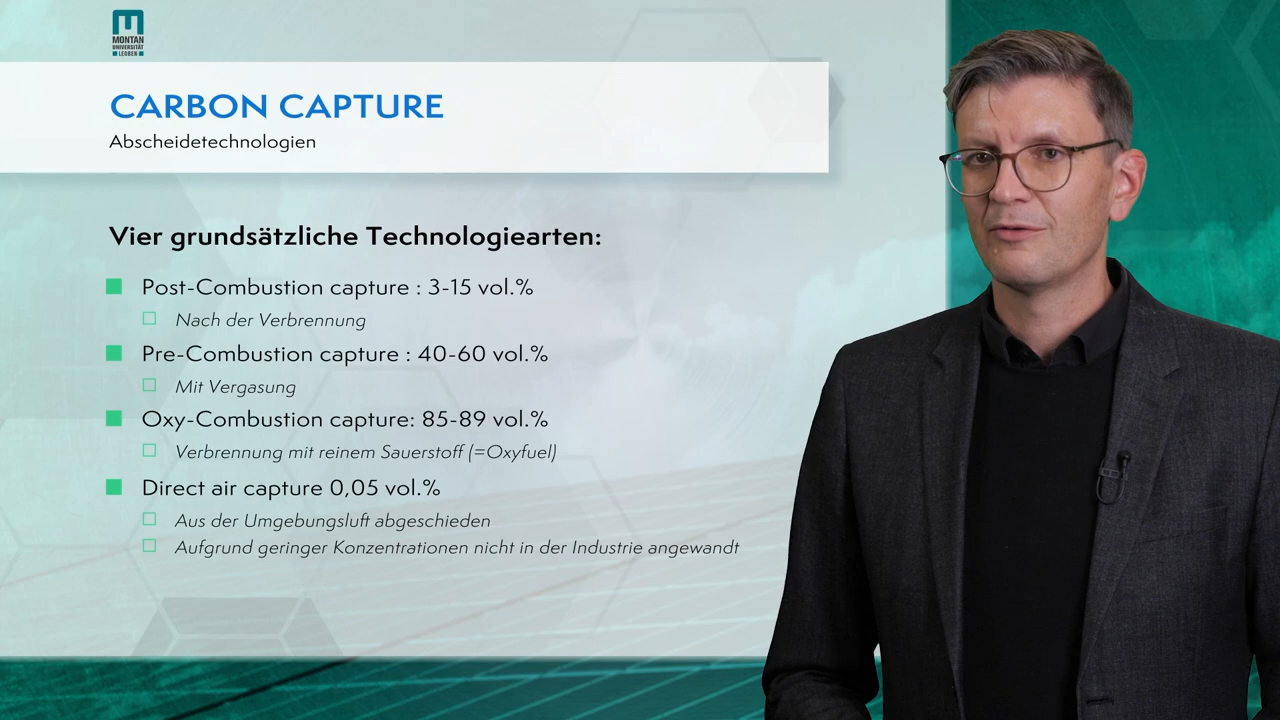 MONTAN
UNIVERSITÄT
LEOBEN
CARBON CAPTURE
Abscheidetechnologien
Vier grundsätzliche Technologiearten:
Post-Combustion capture : 3-15 vol.%
Nach der Verbrennung
Pre-Combustion capture : 40-60 vol.%
Mit Vergasung
Oxy-Combustion capture: 85-89 vol.%
Verbrennung mit reinem Sauerstoff (=Oxyfuel)
Direct air capture 0,05 vol.%
Aus der Umgebungsluft abgeschieden
Aufgrund geringer Konzentrationen nicht in der Industrie angewandt